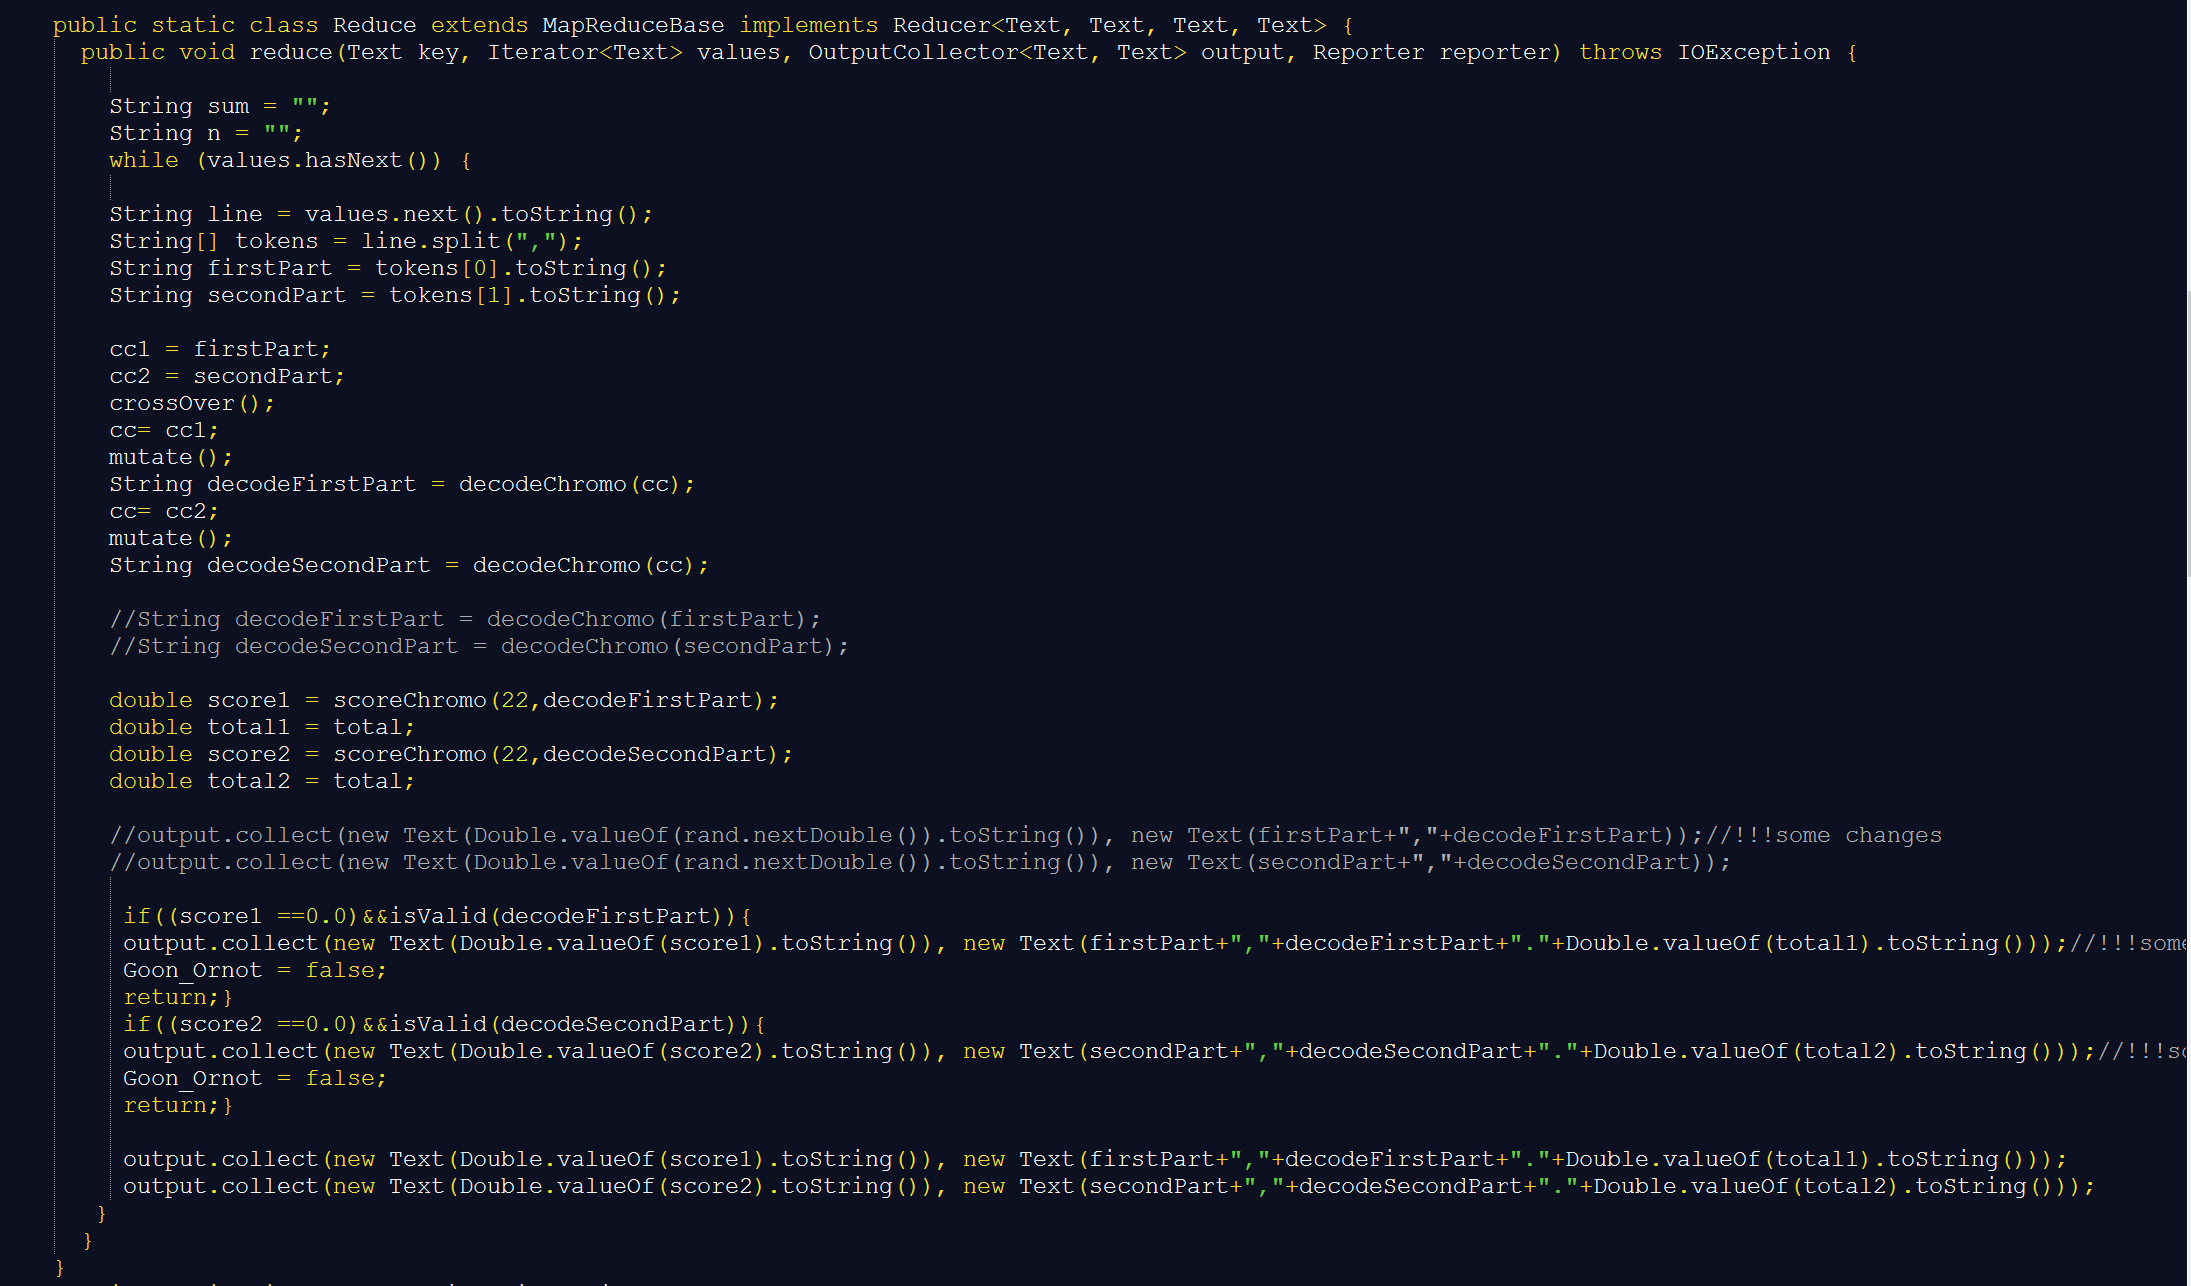 public static class Reduce extends MapReduceBase implements Reducer<Text, Text, Text, Text> {
public void reduce(Text key, Iterator<Text> values, OutputCollector<Text, Text> output, Reporter reporter) throws IOException {
String sum = "";
String n = "";
while (values.hasNext()) {
String line = values.next().toString();
String[] tokens = line.split(",");
String firstPart = tokens[0].toString();
String secondPart = tokens[1].toString();
cc1 = firstPart;
cc2 = secondPart;
crossOver();
cc= cc1;
mutate();
String decodeFirstPart = decodeChromo(cc);
cc= cc2;
mutate();
String decodeSecondPart = decodeChromo(cc);
//String decodeFirstPart = decodeChromo(firstPart);
//String decodeSecondPart = decodeChromo(secondPart);
double score1 = scoreChromo(22,decodeFirstPart);
double total1 = total;
double score2 = scoreChromo(22,decodeSecondPart);
double total2 = total;
//output.collect(new Text(Double.valueOf(rand.nextDouble()).toString()), new Text(firstPart+","+decodeFirstPart));//!!!some changes
//output.collect(new Text(Double.valueOf(rand.nextDouble()).toString()), new Text(secondPart+","+decodeSecondPart));
if((score1 ==0.0)&&isValid(decodeFirstPart)){
output.collect(new Text(Double.valueOf(score1).toString()), new Text(firstPart+","+decodeFirstPart+"."+Double.valueOf(total1).toString()));//!!!some
Goon_Ornot = false;
return;}
if((score2 ==0.0)&&isValid(decodeSecondPart)){
output.collect(new Text(Double.valueOf(score2).toString()), new Text(secondPart+","+decodeSecondPart+"."+Double.valueOf(total2).toString()));//!!!so
Goon_Ornot = false;
return;}
output.collect(new Text(Double.valueOf(score1).toString()), new Text(firstPart+","+decodeFirstPart+"."+Double.valueOf(total1).toString()));
output.collect(new Text(Double.valueOf(score2).toString()), new Text(secondPart+","+decodeSecondPart+"."+Double.valueOf(total2).toString()));
}
}
}